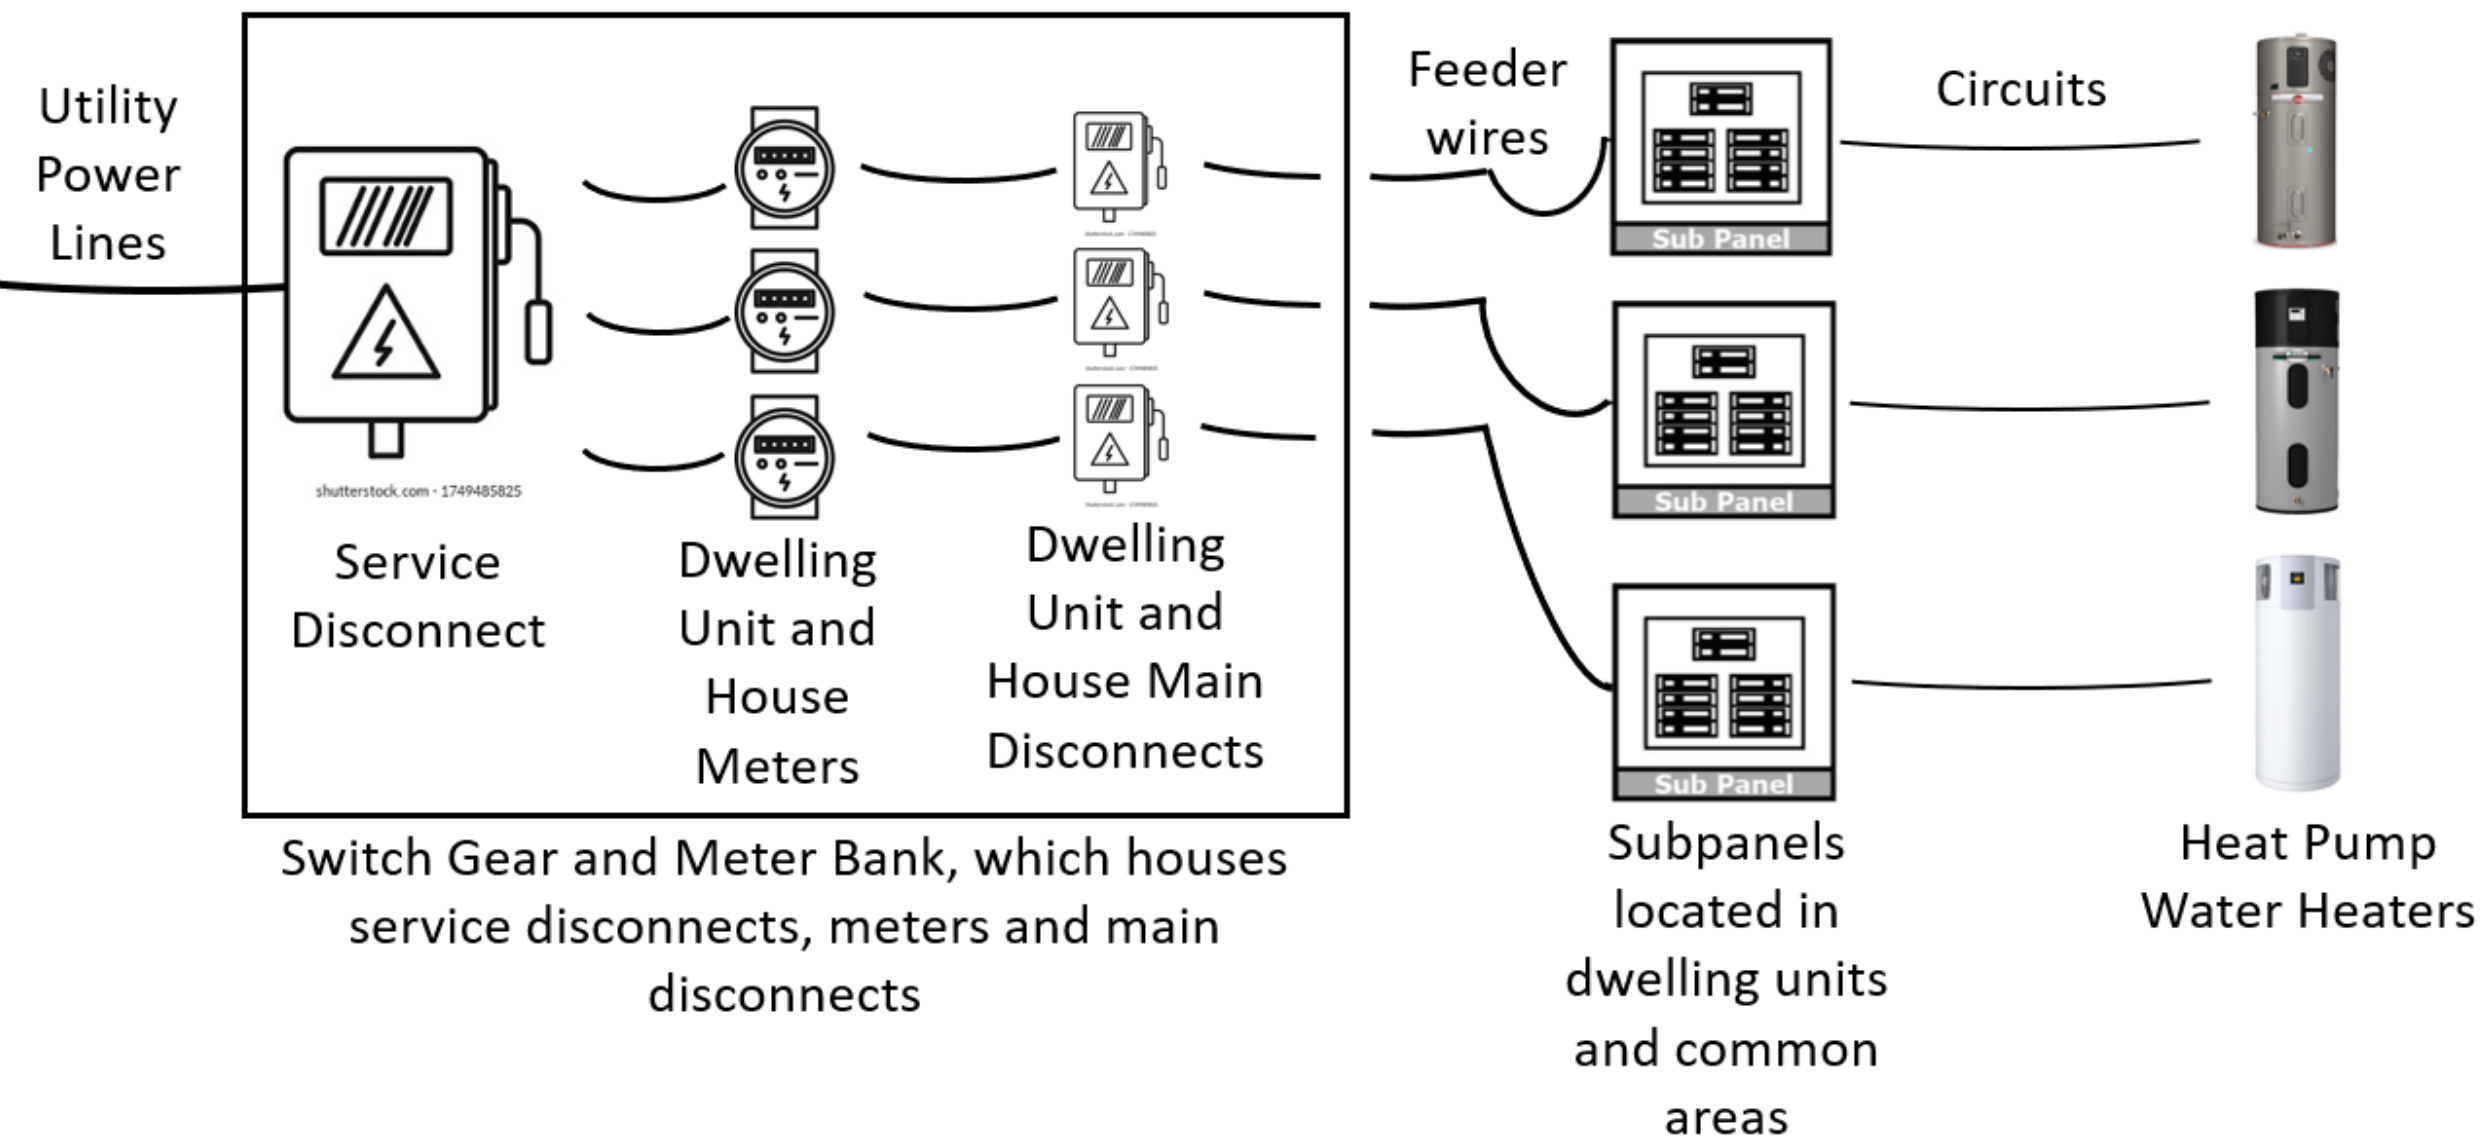 Utility
Power
Lines
shutterstock.com · 1749485825
Service
Disconnect
Dwelling
Unit and
House
Meters
Dwelling
Unit and
House Main
Disconnects
Switch Gear and Meter Bank, which houses
service disconnects, meters and main
disconnects
Feeder
wires
Sub Panel
Sub Panel
Sub Panel
Subpanels
located in
dwelling units
and common
areas
Circuits
Heat Pump
Water Heaters